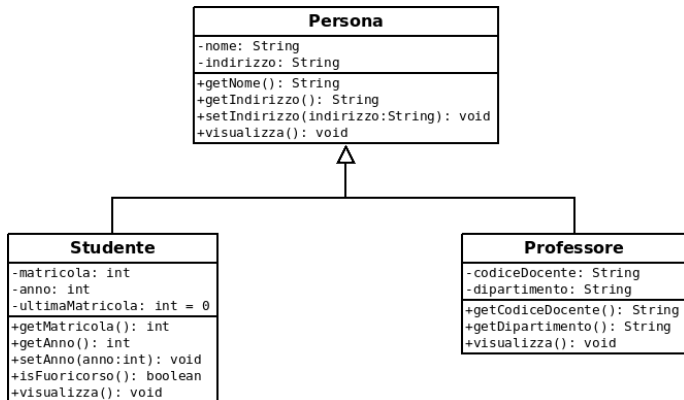 Persona
-nome: String
-indirizzo: String
+getNome(): String
+getIndirizzo(): String
+setIndirizzo(indirizzo:String): void
+visualizza(): void
Studente
-matricola: int
-anno: int
-ultimaMatricola: int = 0
+getMatricola(): int
+getAnno(): int
+setAnno(anno:int): void
+isFuoricorso(): boolean
+visualizza(): void
Professore
-codiceDocente: String
-dipartimento: String
+getCodiceDocente(): String
+getDipartimento(): String
+visualizza(): void